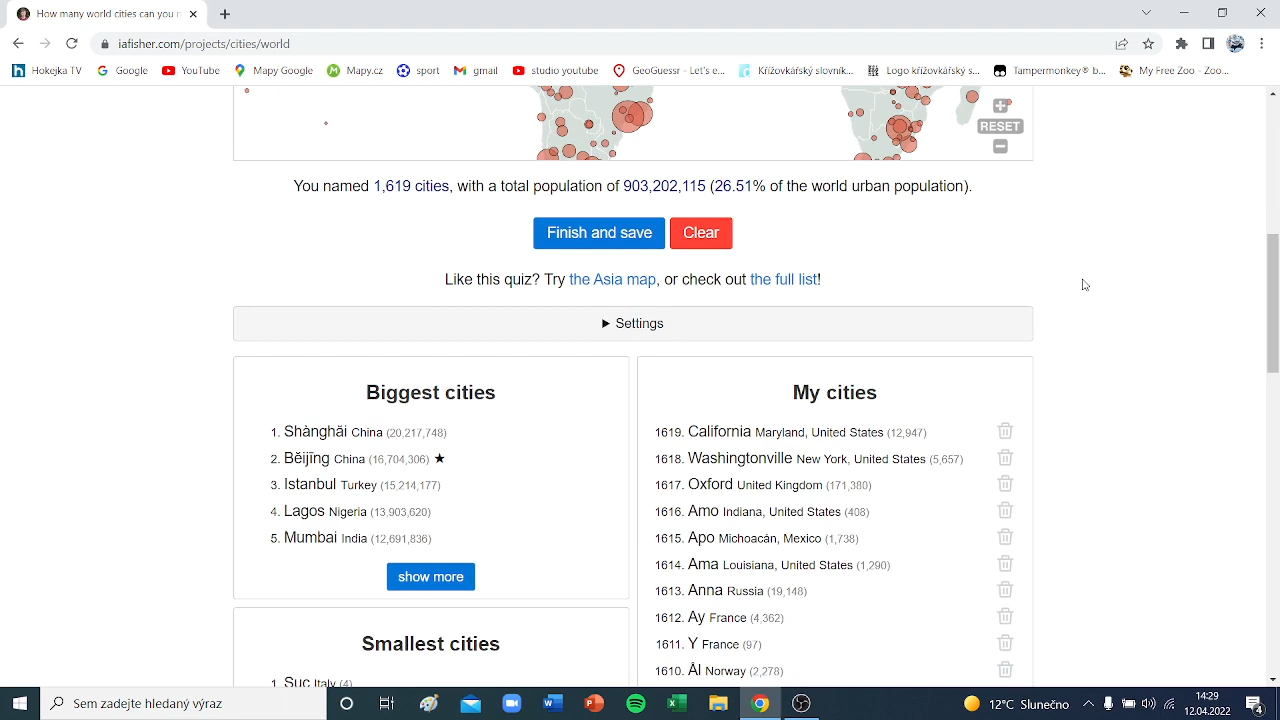 How many world cities can you n
iafisher.com/projects/cities/world
Hokejka TV Google YouTube Mapy Google Mapy.cz sport gmail studio youtube GeoGuessr - Let's e... Křížovkářský slovník... Logo křížovkářský s... Tampermonkey® b... My Free Zoo - Zoo...
RESET
You named 1,619 cities, with a total population of 903,202,115 (26.51% of the world urban population).
Finish and save Clear
Like this quiz? Try the Asia map, or check out the full list!
Settings
Biggest cities
1. Shànghǎi China (20,217,748)
2. Běijīng China (16,704,306) ★
3. Istanbul Turkey (15,214,177)
4. Lagos Nigeria (13,903,620)
5. Mumbai India (12,691,836)
show more
Smallest cities
1. Suc Italy (4)
My cities
1619. California Maryland, United States (12,947)
1618. Washingtonville New York, United States (5,657)
1617. Oxford United Kingdom (171,380)
1616. Amo Indiana, United States (408)
1615. Apo Michoacán, Mexico (1,738)
1614. Ama Louisiana, United States (1,290)
1613. Anna Russia (19,148)
1612. Ay France (4,362)
1611. Y France (97)
1610. Ål Norway (2,278)
Sem zadejte hledaný výraz
12°C Slunečno
14:29
12.04.2022